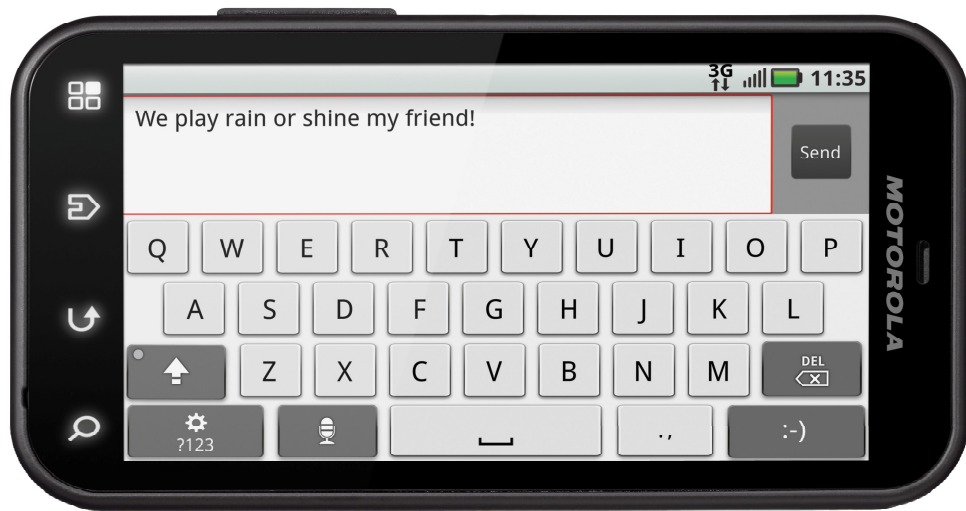 3G 11:35
We play rain or shine my friend!
Send
Q W E R T Y U I O P
A S D F G H J K L
Z X C V B N M DEL
?123 ., :-)
MOTOROLA